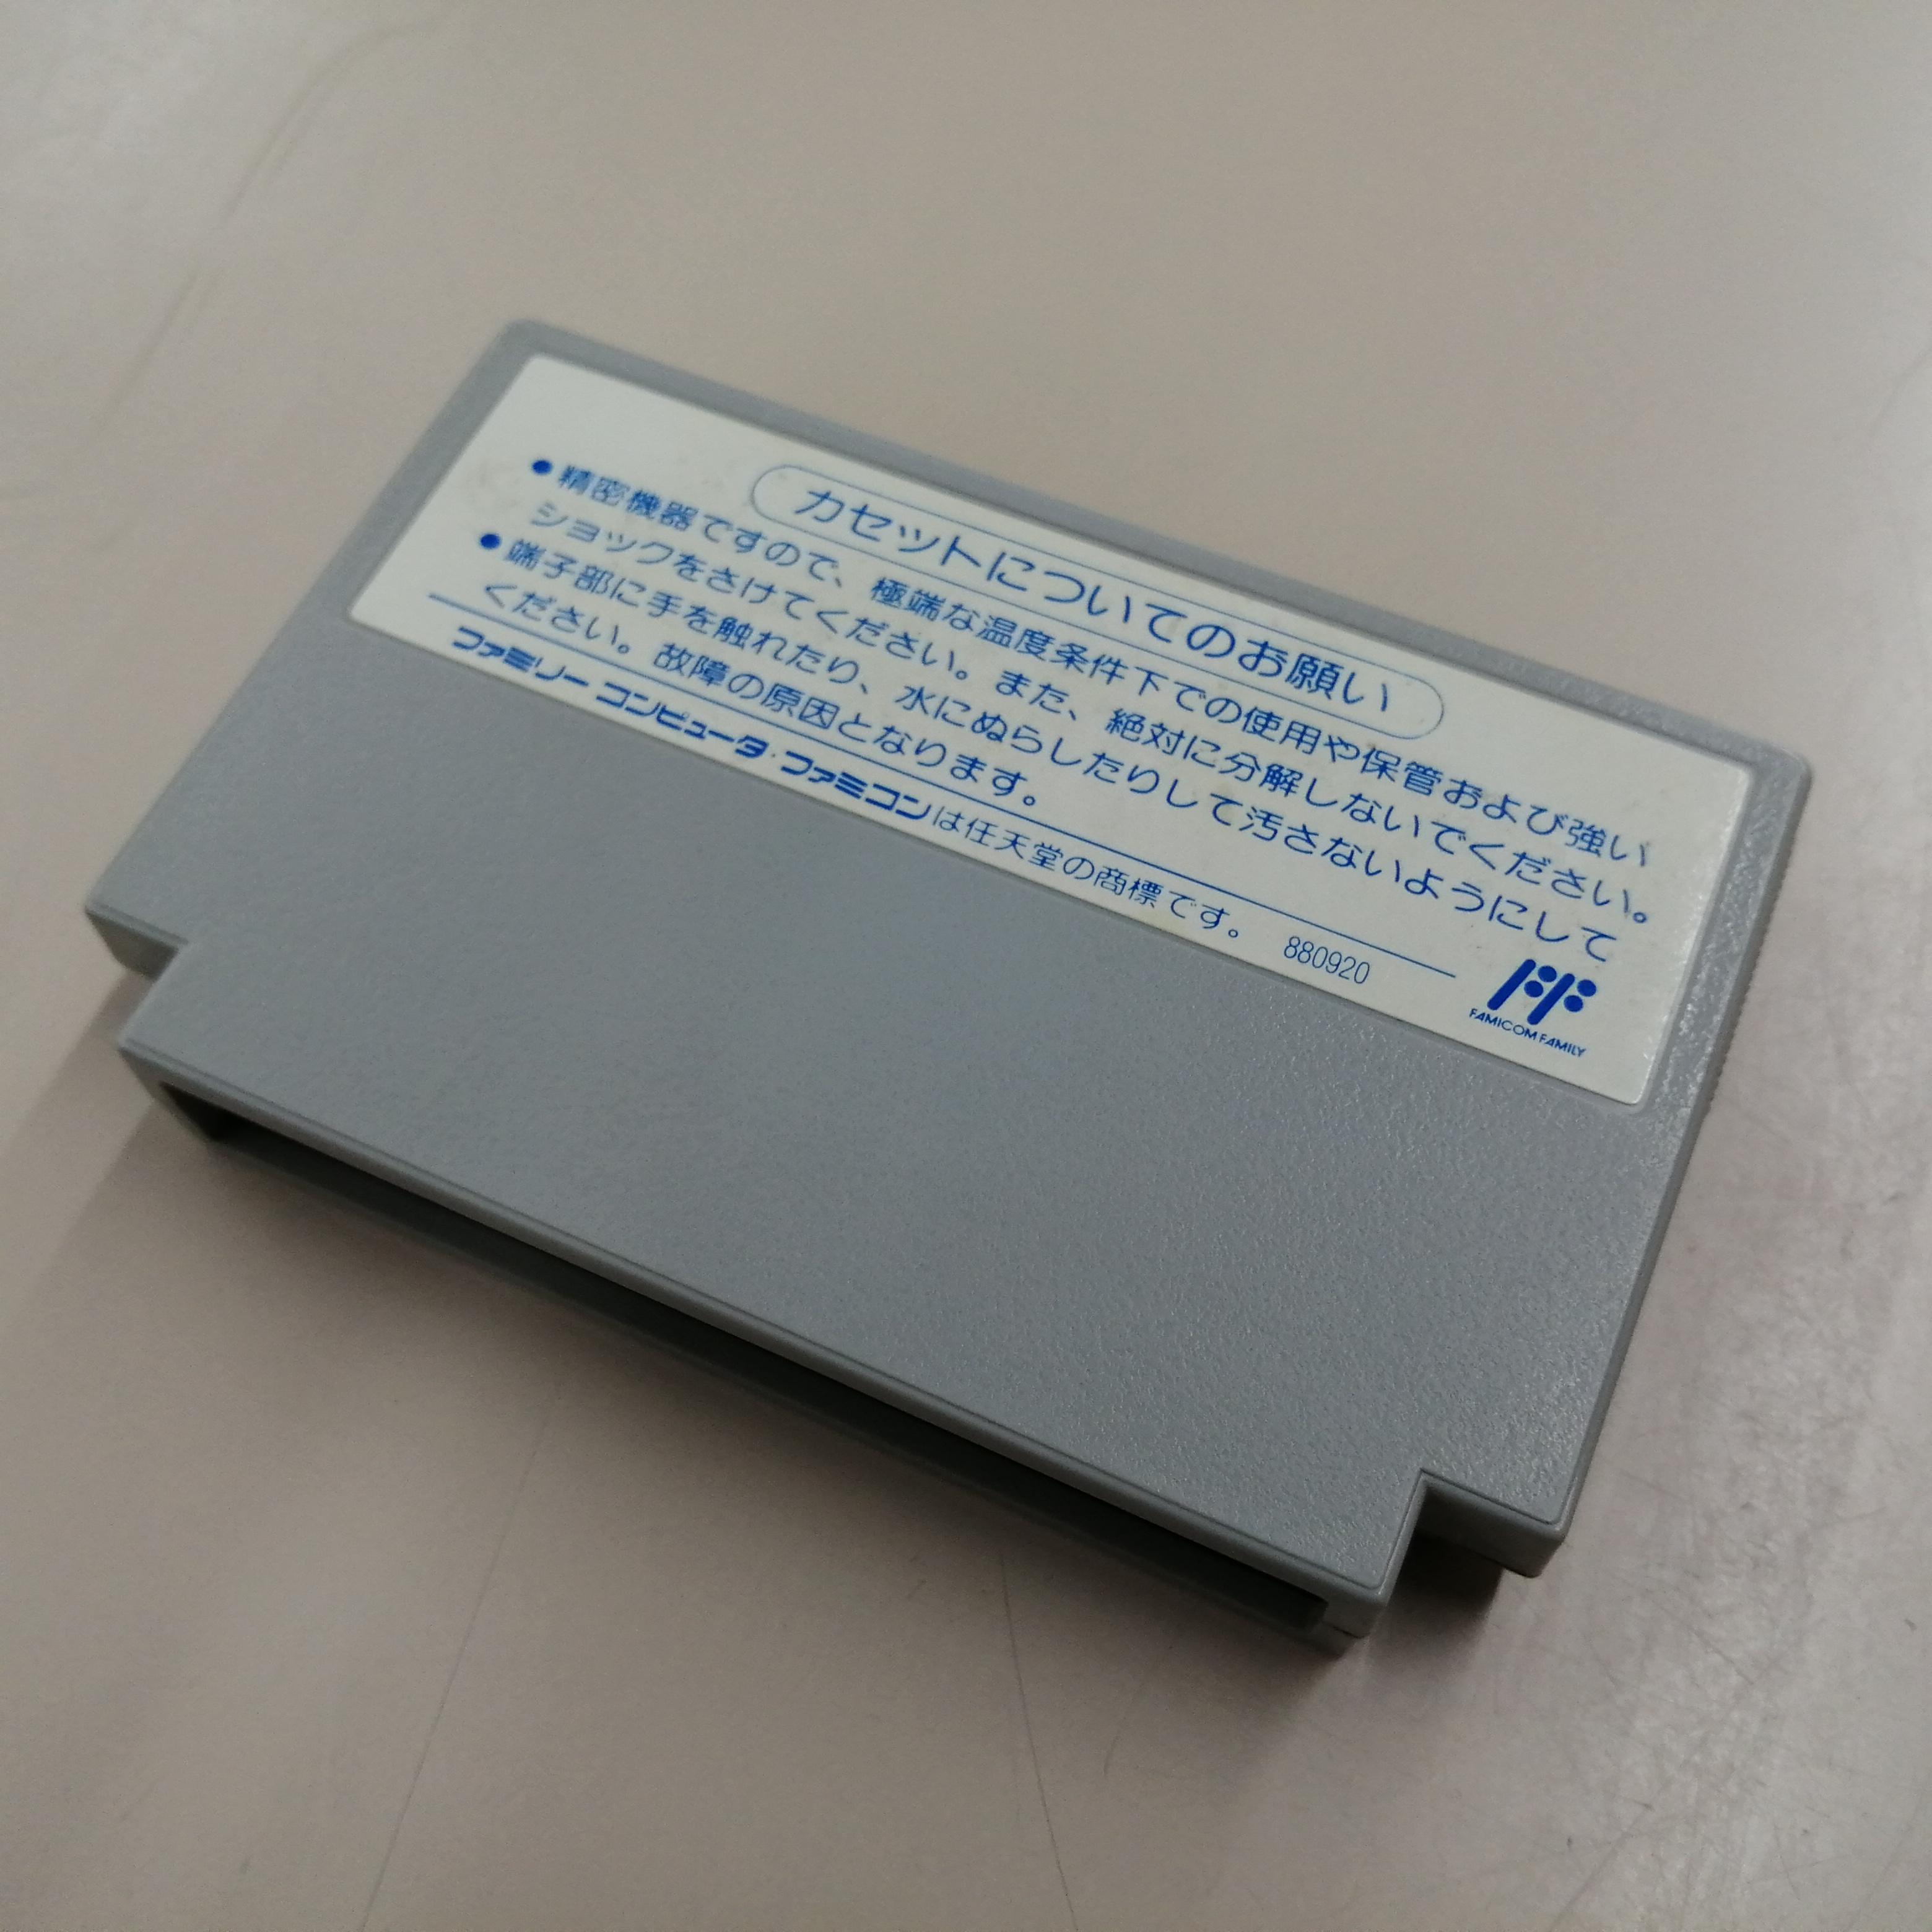 カセットについてのお願い
●精密機器ですので、極端な温度条件下での使用や保管および強い
ショックをさけてください。また、絶対に分解しないでください。
●端子部に手を触れたり、水にぬらしたりして汚さないようにして
ください。故障の原因となります。
ファミリーコンピュータ・ファミコンは任天堂の商標です。 880920
FAMICOM FAMILY